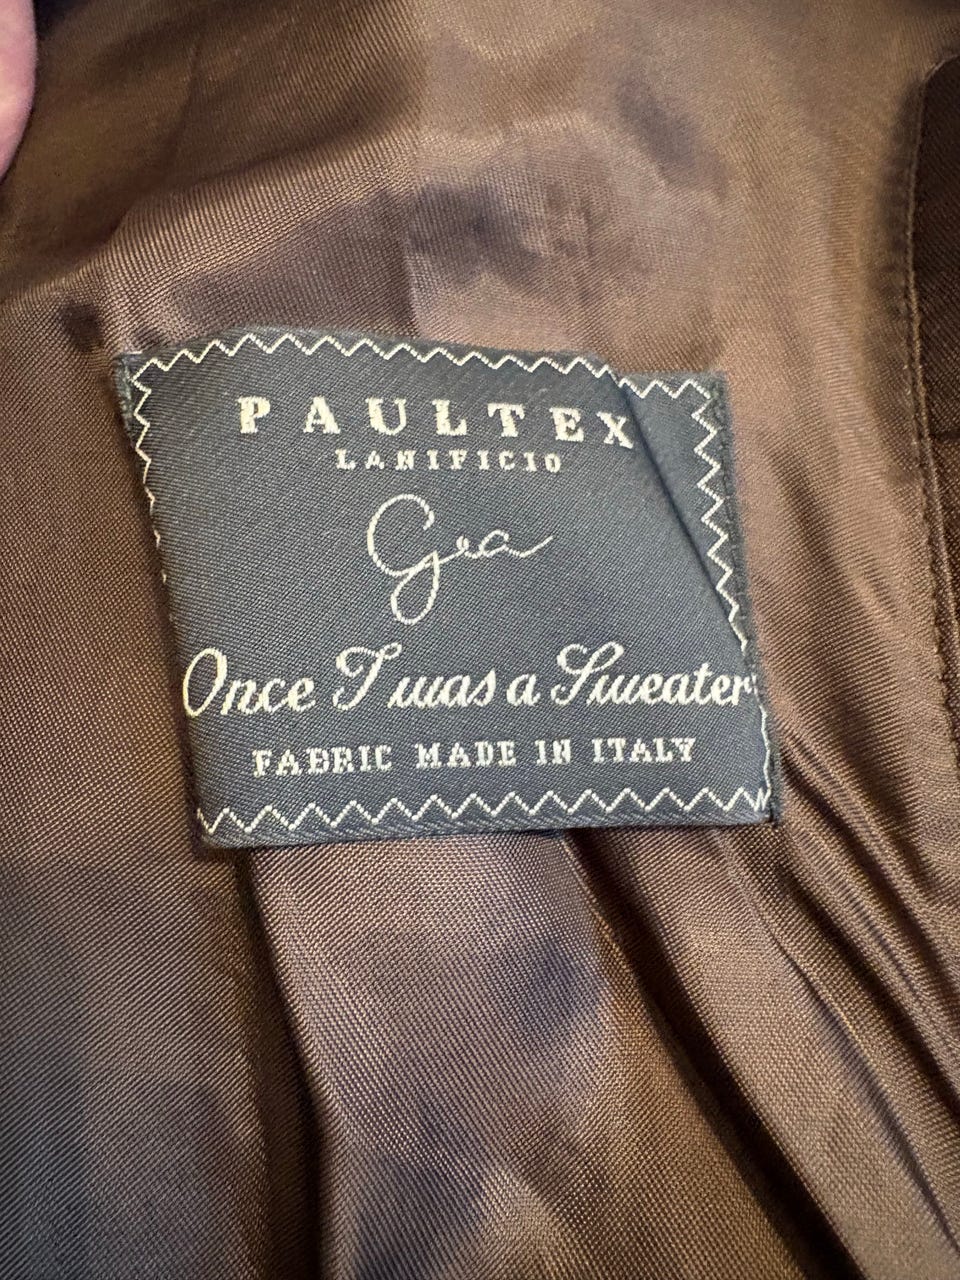 PAULTEX
LANIFICIO
Gea
Once I was a Sweater
FABRIC MADE IN ITALY